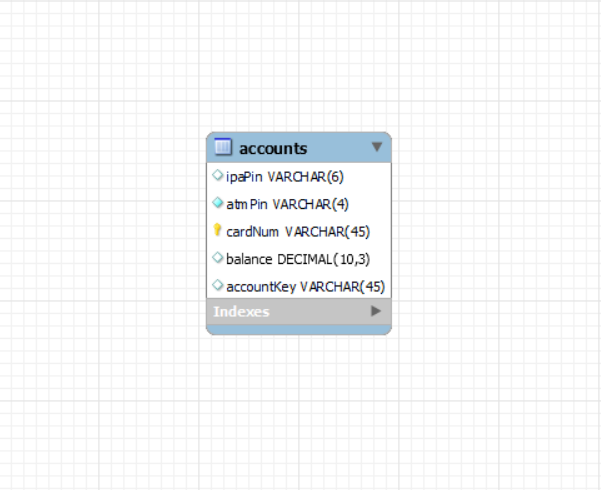 accounts
ipaPin VARCHAR(6)
atmPin VARCHAR(4)
cardNum VARCHAR(45)
balance DECIMAL(10,3)
accountKey VARCHAR(45)
Indexes